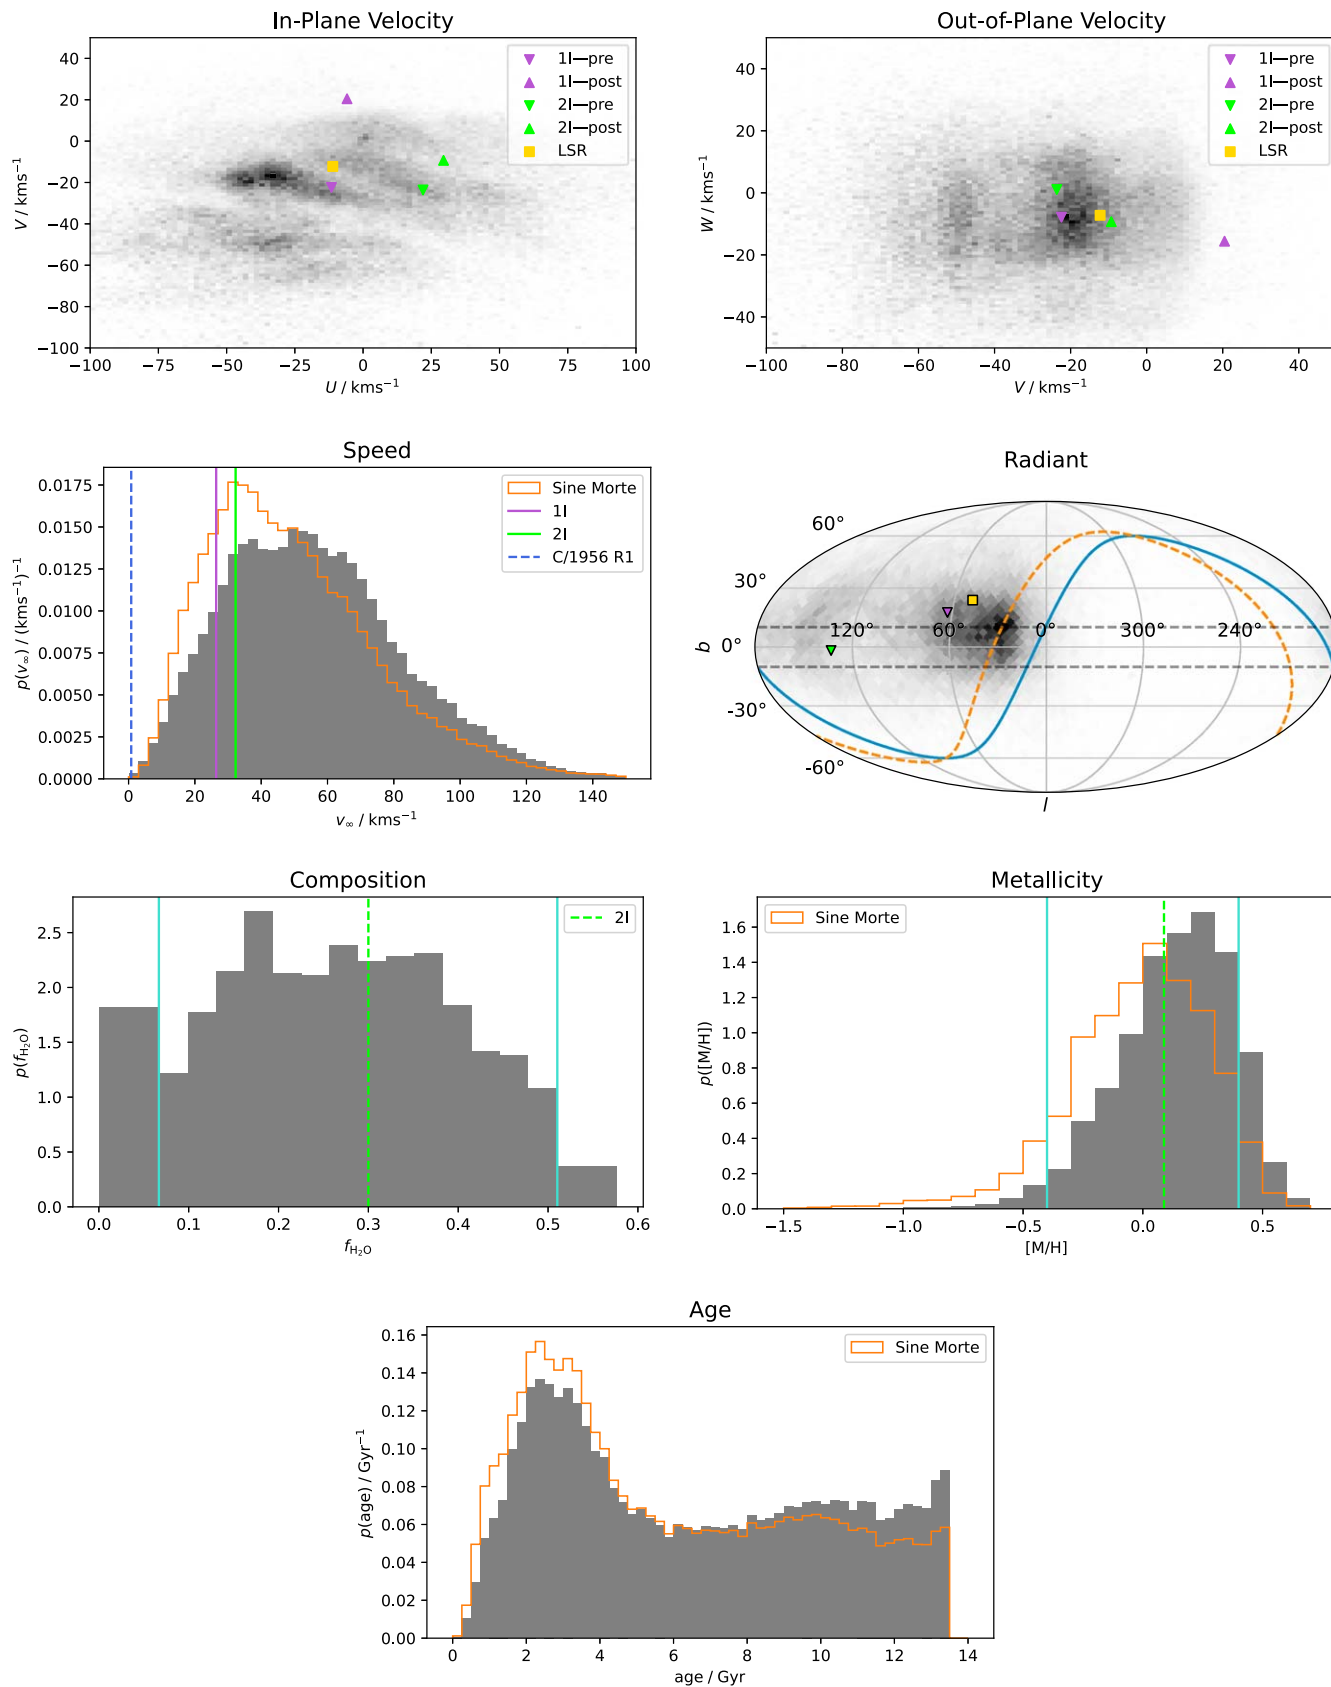 In-Plane Velocity
40
20
0
−20
−40
−60
−80
−100
V / kms⁻¹
1I—pre
1I—post
2I—pre
2I—post
LSR
−100 −75 −50 −25 0 25 50 75 100
U / kms⁻¹
Out-of-Plane Velocity
40
20
0
−20
−40
W / kms⁻¹
1I—pre
1I—post
2I—pre
2I—post
LSR
−100 −80 −60 −40 −20 0 20 40
V / kms⁻¹
Speed
0.0175
0.0150
0.0125
0.0100
0.0075
0.0050
0.0025
0.0000
p(v∞) / (kms⁻¹)⁻¹
Sine Morte
1I
2I
C/1956 R1
0 20 40 60 80 100 120 140
v∞ / kms⁻¹
Radiant
60°
30°
0°
-30°
-60°
b
120° 60° 0° 300° 240°
l
Composition
2.5
2.0
1.5
1.0
0.5
0.0
p(f_H₂O)
2I
0.0 0.1 0.2 0.3 0.4 0.5 0.6
f_H₂O
Metallicity
1.6
1.4
1.2
1.0
0.8
0.6
0.4
0.2
0.0
p([M/H])
Sine Morte
−1.5 −1.0 −0.5 0.0 0.5
[M/H]
Age
0.16
0.14
0.12
0.10
0.08
0.06
0.04
0.02
0.00
p(age) / Gyr⁻¹
Sine Morte
0 2 4 6 8 10 12 14
age / Gyr